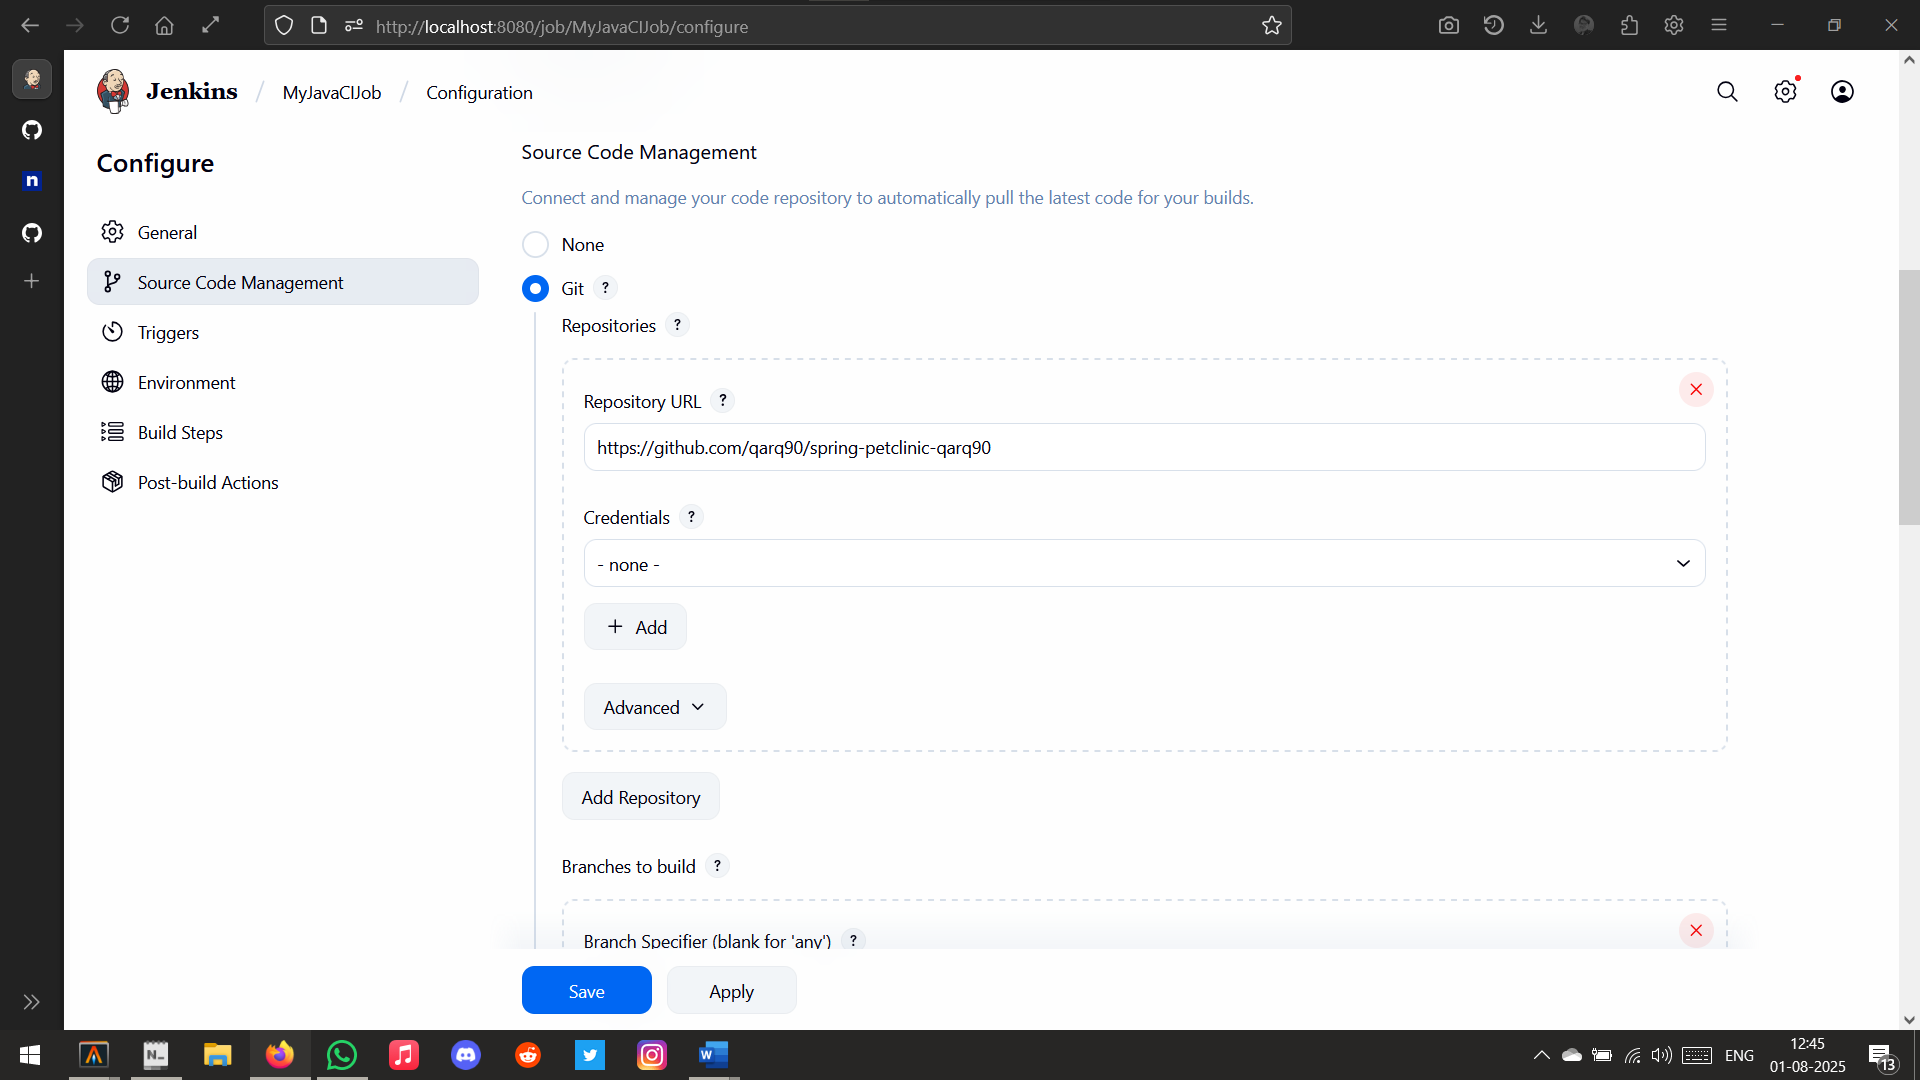 http://localhost:8080/job/MyJavaCIJob/configure
Jenkins / MyJavaCIJob / Configuration
Configure
General
Source Code Management
Triggers
Environment
Build Steps
Post-build Actions
Source Code Management
Connect and manage your code repository to automatically pull the latest code for your builds.
None
Git ?
Repositories ?
Repository URL ?
https://github.com/qarq90/spring-petclinic-qarq90
Credentials ?
- none -
+ Add
Advanced
Add Repository
Branches to build ?
Branch Specifier (blank for 'any') ?
Save
Apply
n
N
W
ENG
12:45
01-08-2025
13